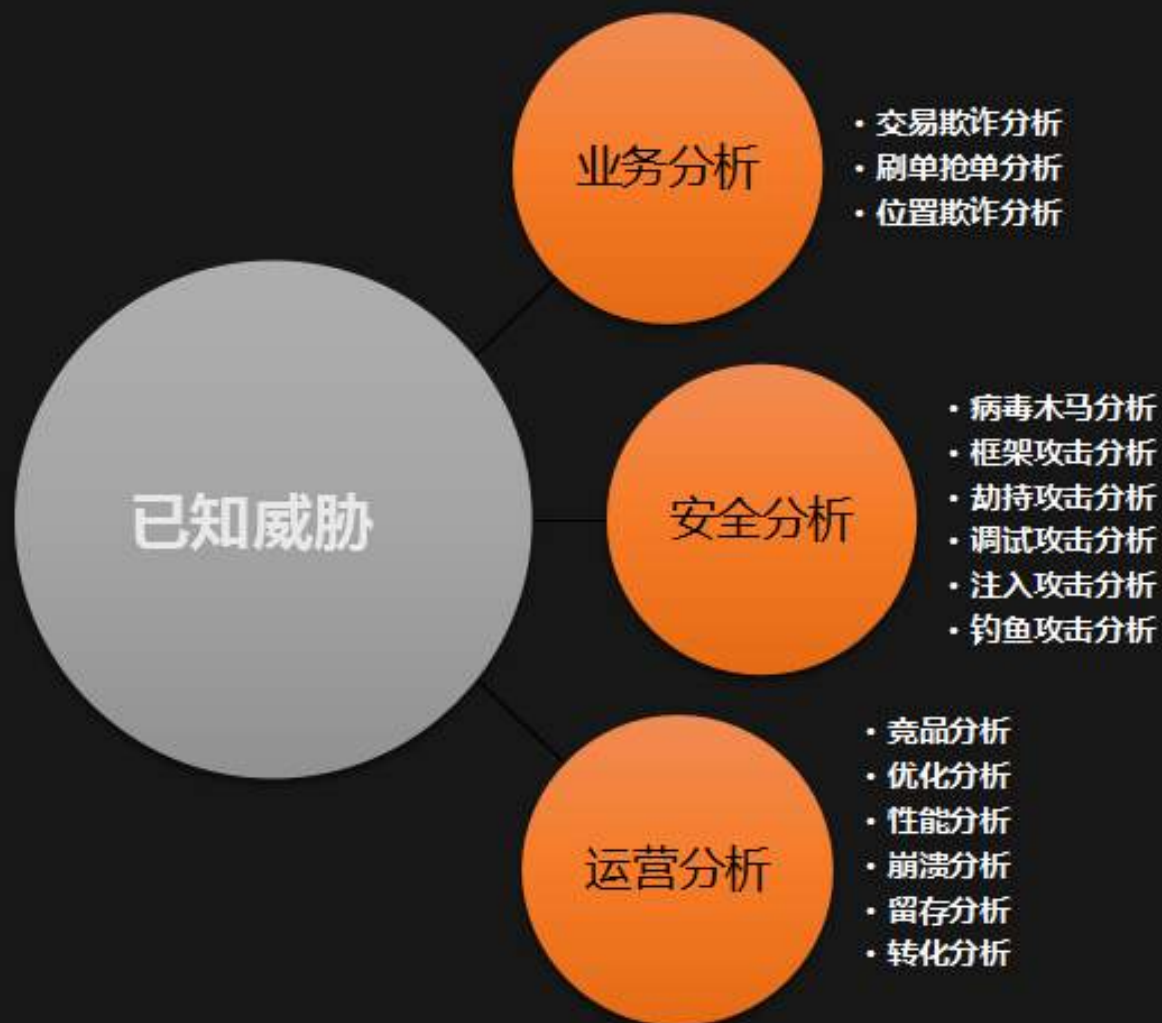 已知威胁
业务分析
· 交易欺诈分析
· 刷单抢单分析
· 位置欺诈分析
安全分析
· 病毒木马分析
· 框架攻击分析
· 劫持攻击分析
· 调试攻击分析
· 注入攻击分析
· 钓鱼攻击分析
运营分析
· 竞品分析
· 优化分析
· 性能分析
· 崩溃分析
· 留存分析
· 转化分析